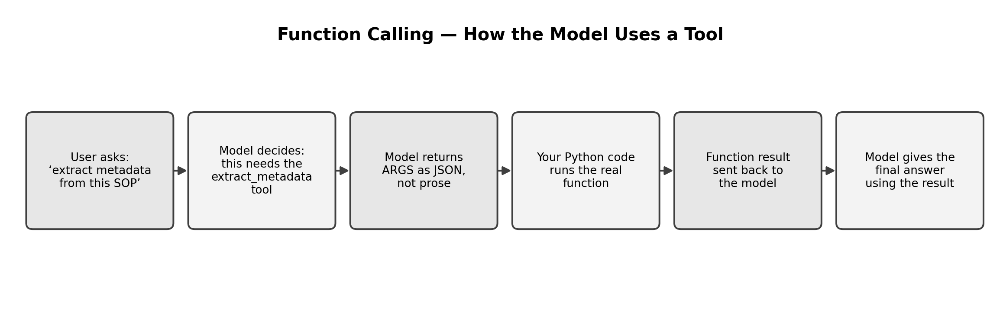 Function Calling — How the Model Uses a Tool
User asks:
‘extract metadata
from this SOP’
Model decides:
this needs the
extract_metadata
tool
Model returns
ARGS as JSON,
not prose
Your Python code
runs the real
function
Function result
sent back to
the model
Model gives the
final answer
using the result